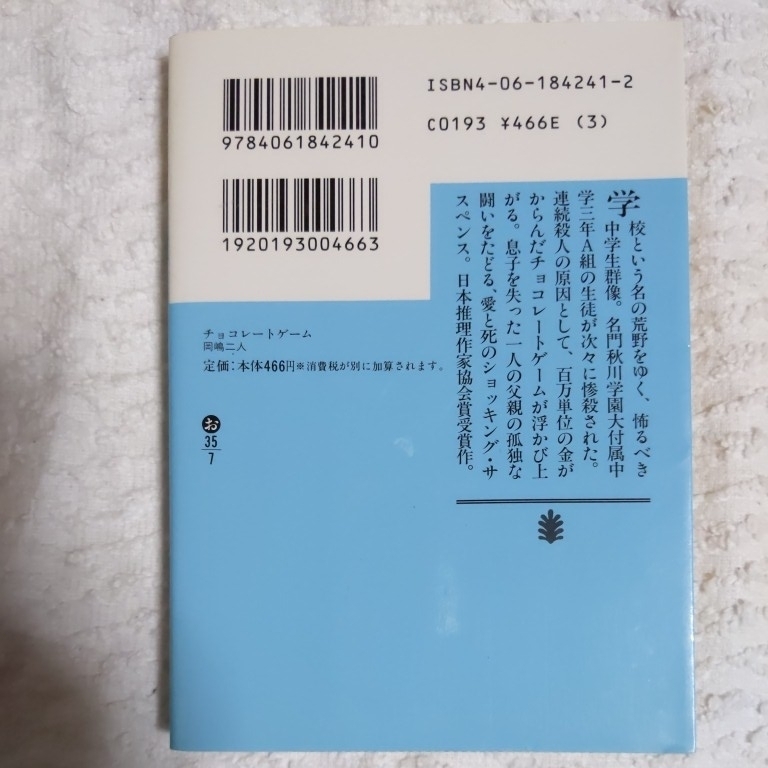 ISBN4-06-184241-2
C0193 ¥466E (3)
9784061842410
1920193004663
学校という名の荒野をゆく、怖るべき
中学生群像。名門秋川学園大付属中
学三年A組の生徒が次々に惨殺された。
連続殺人の原因として、百万単位の金が
からんだチョコレートゲームが浮かび上
がる。息子を失った一人の父親の孤独な
闘いをたどる、愛と死のショッキング・サ
スペンス。日本推理作家協会賞受賞作。
チョコレートゲーム
岡嶋二人
定価:本体466円※消費税が別に加算されます。
お
35
7